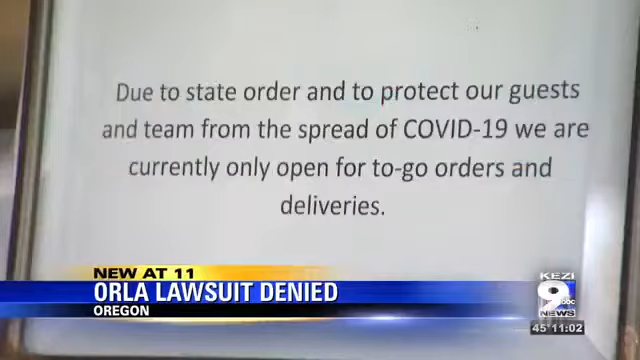 Due to state order and to protect our guests
and team from the spread of COVID-19 we are
currently only open for to-go orders and
deliveries.
NEW AT 11
ORLA LAWSUIT DENIED
OREGON
KEZI
9
abc
NEWS
45° 11:02